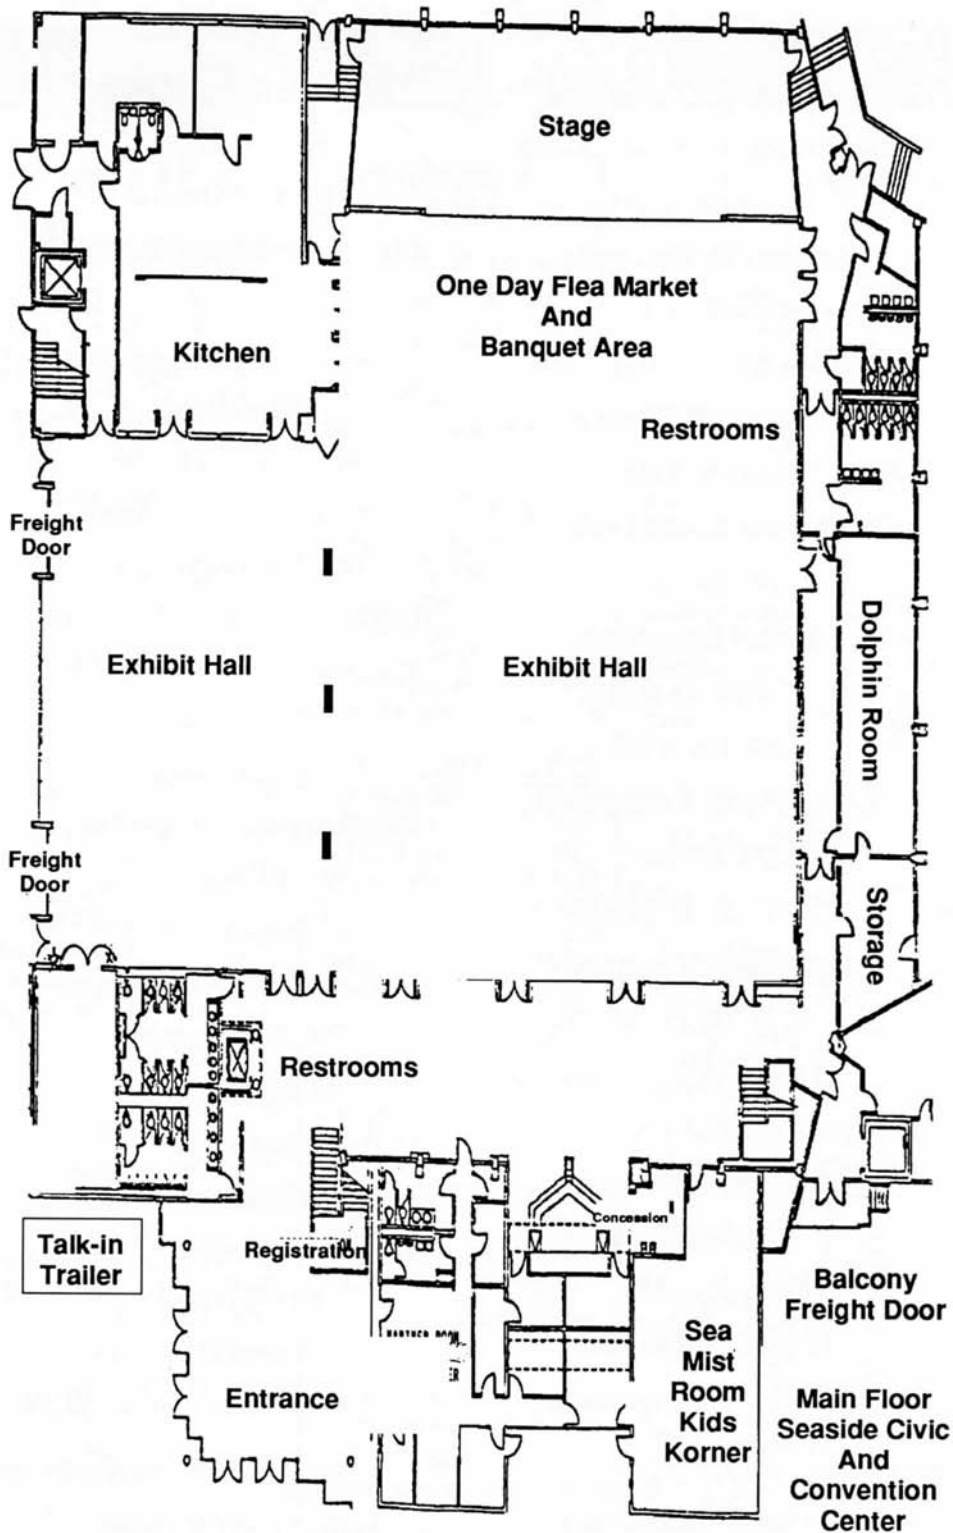 Stage
One Day Flea Market
And
Banquet Area
Kitchen
Restrooms
Freight
Door
Dolphin Room
Exhibit Hall
Exhibit Hall
Freight
Door
Storage
Restrooms
Concession
Registration
Talk-in
Trailer
Balcony
Freight Door
Sea
Mist
Room
Kids
Korner
Entrance
Main Floor
Seaside Civic
And
Convention
Center